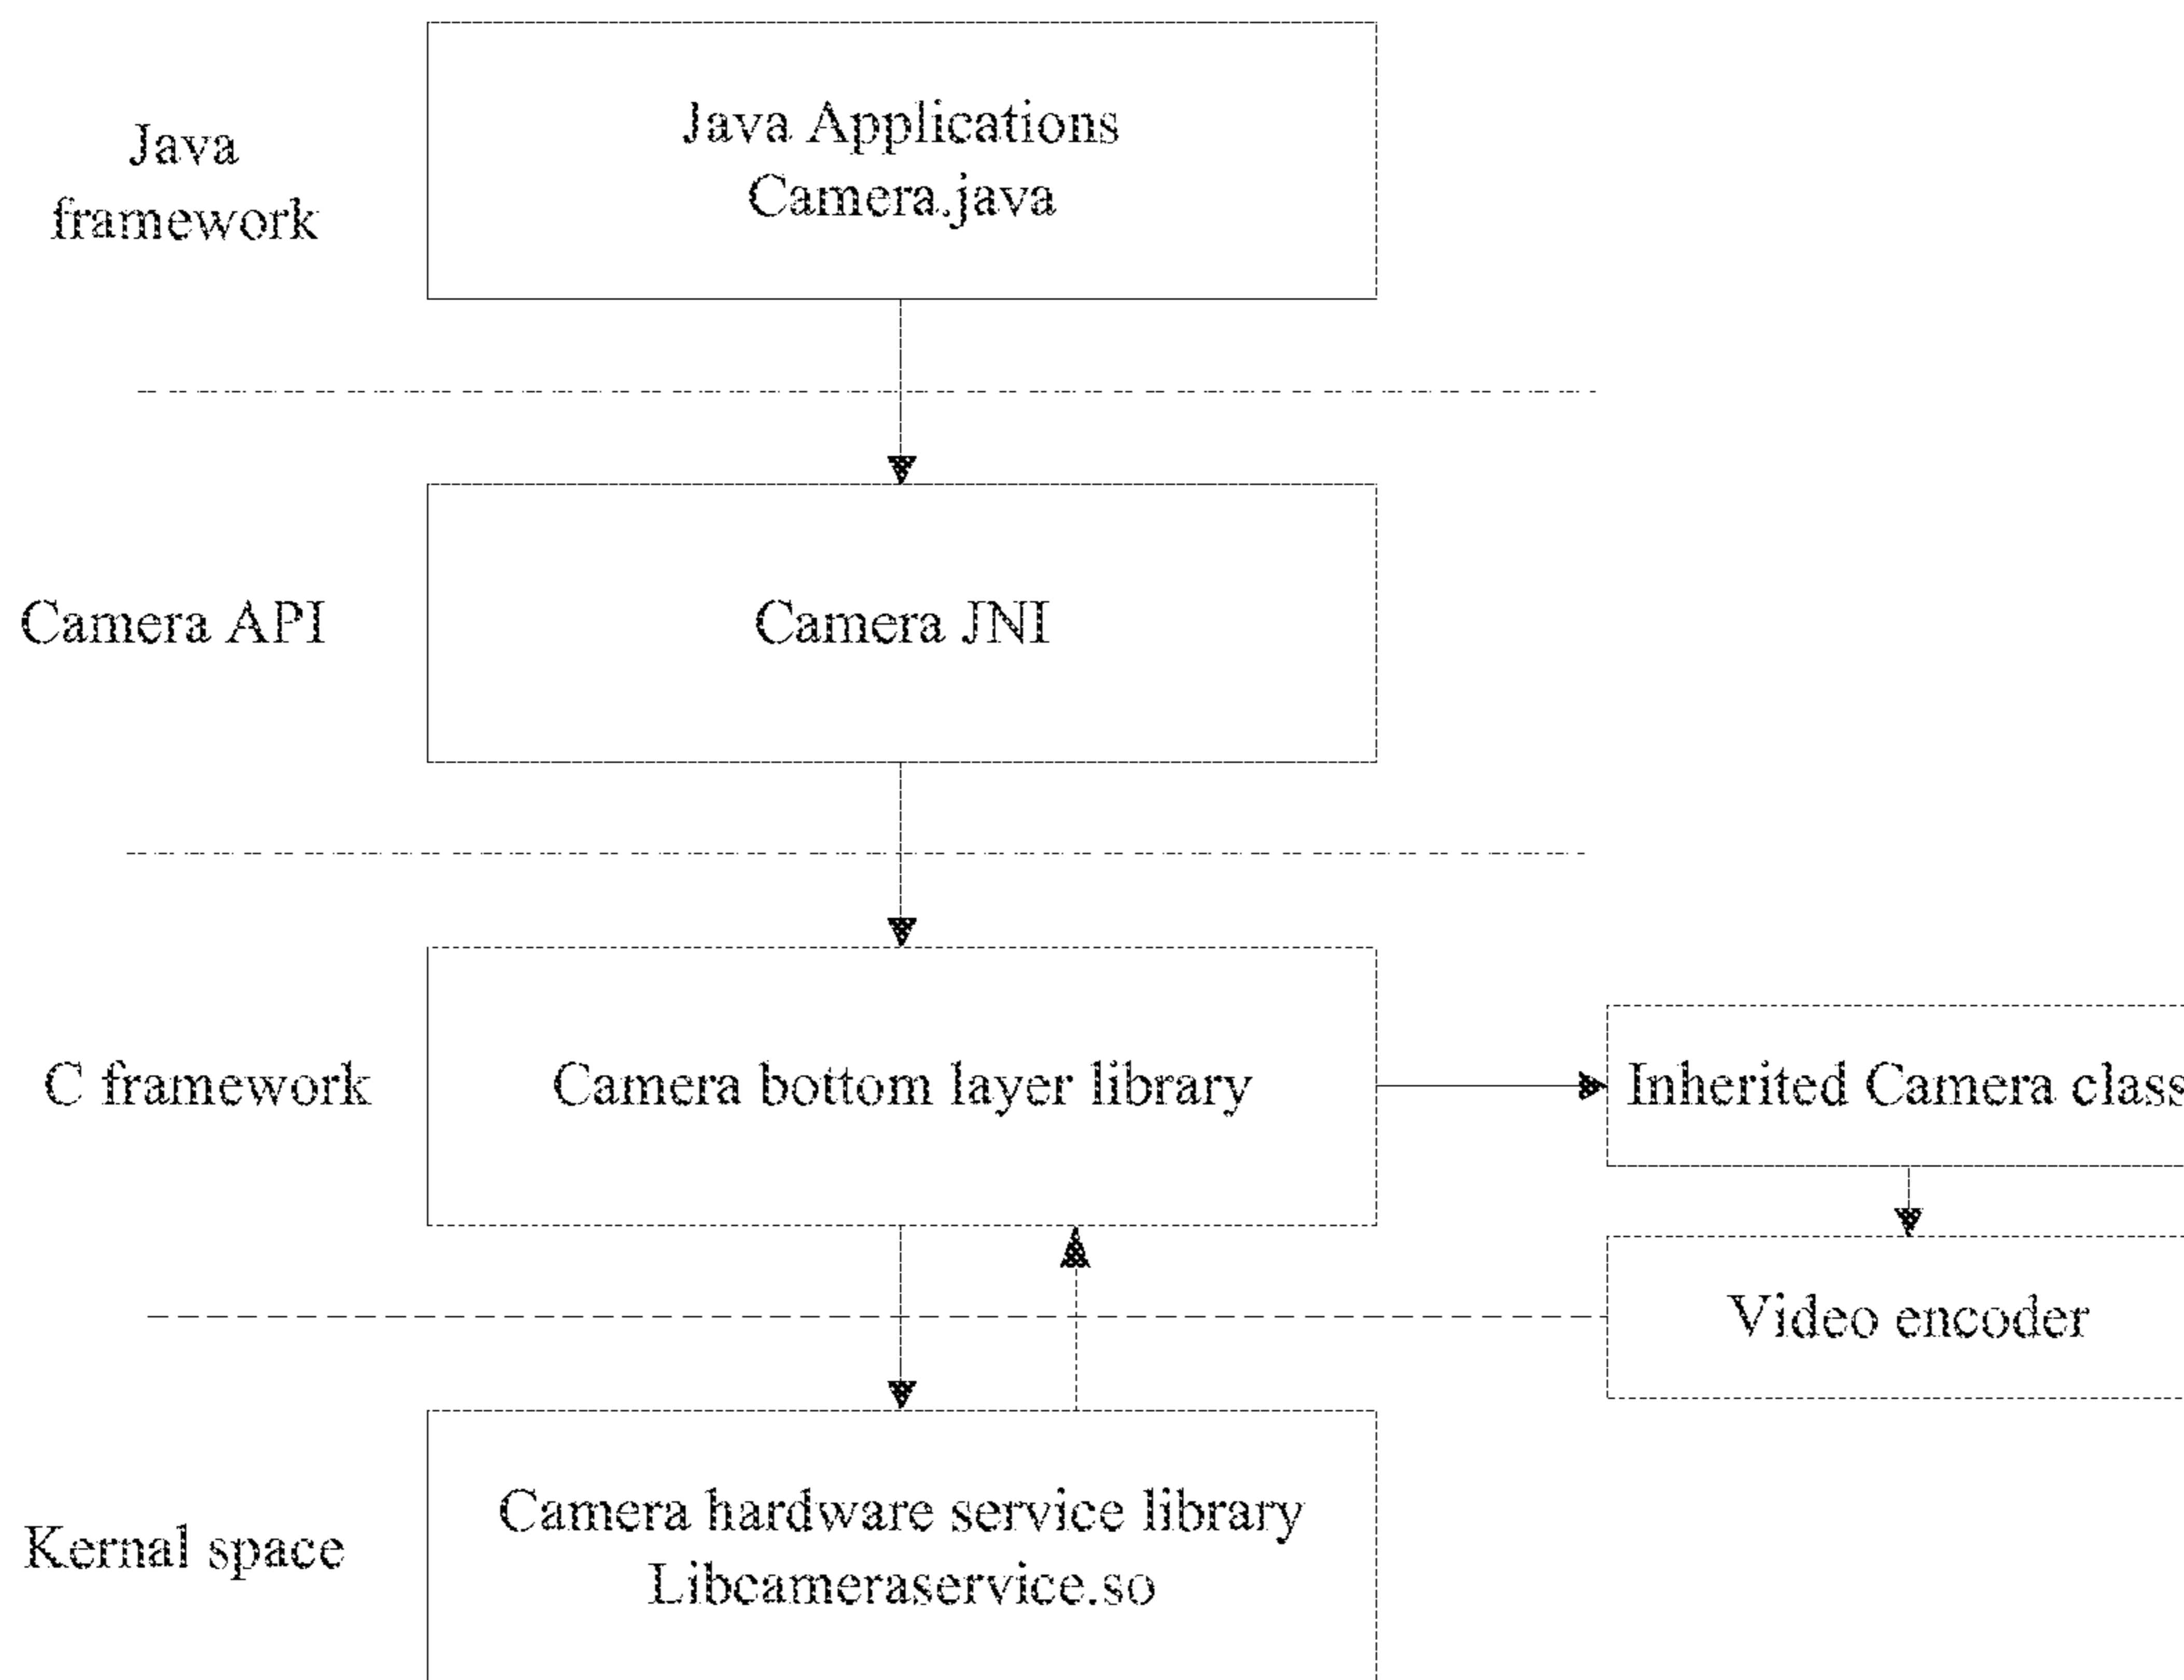 Java
framework
Java Applications
Camera.java
Camera API
Camera JNI
C framework
Camera bottom layer library
Inherited Camera class
Video encoder
Kernal space
Camera hardware service library
Libcameraservice.so